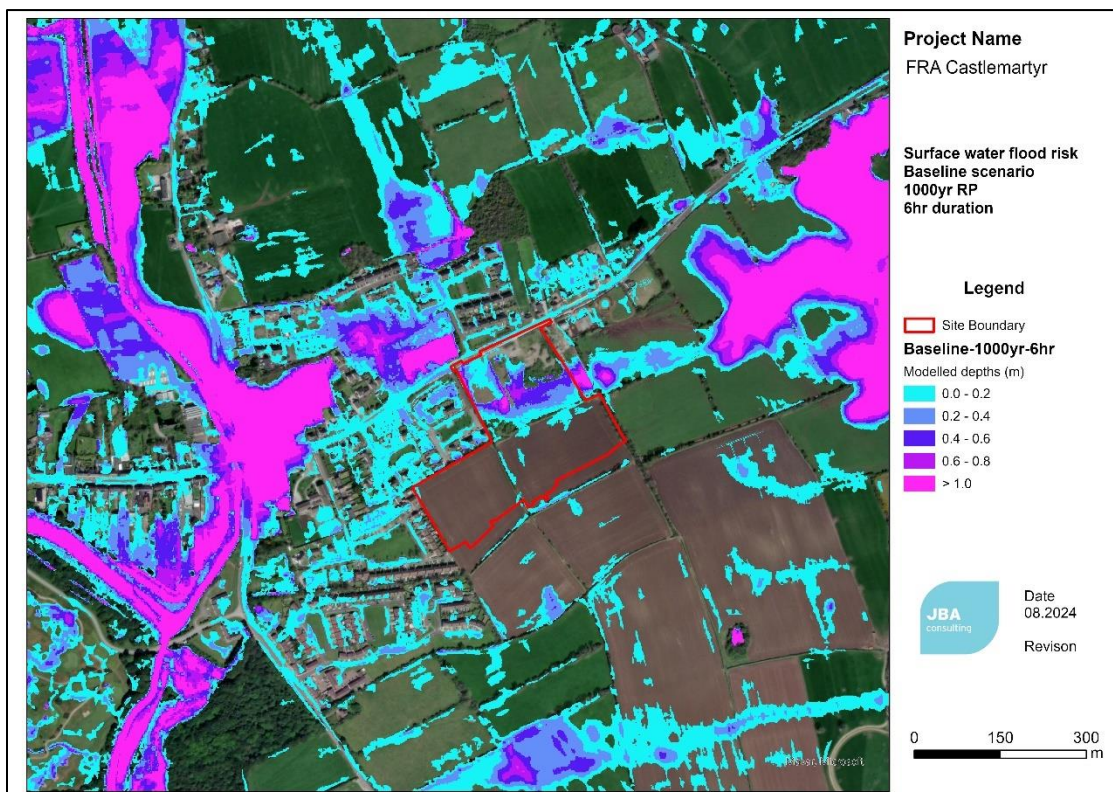 Project Name
FRA Castlemartyr
Surface water flood risk
Baseline scenario
1000yr RP
6hr duration
Legend
Site Boundary
Baseline-1000yr-6hr
Modelled depths (m)
0.0 - 0.2
0.2 - 0.4
0.4 - 0.6
0.6 - 0.8
> 1.0
JBA
consulting
Date
08.2024
Revison
0 150 300
m
Microsoft